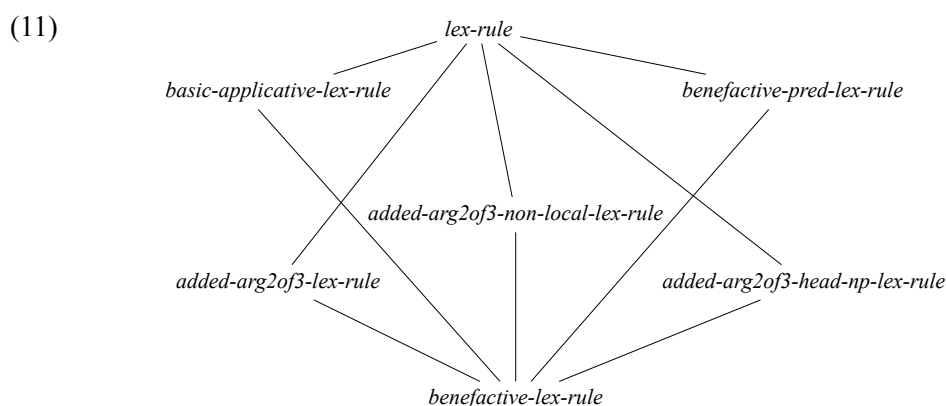 (11)
lex-rule
basic-applicative-lex-rule
benefactive-pred-lex-rule
added-arg2of3-non-local-lex-rule
added-arg2of3-lex-rule
added-arg2of3-head-np-lex-rule
benefactive-lex-rule